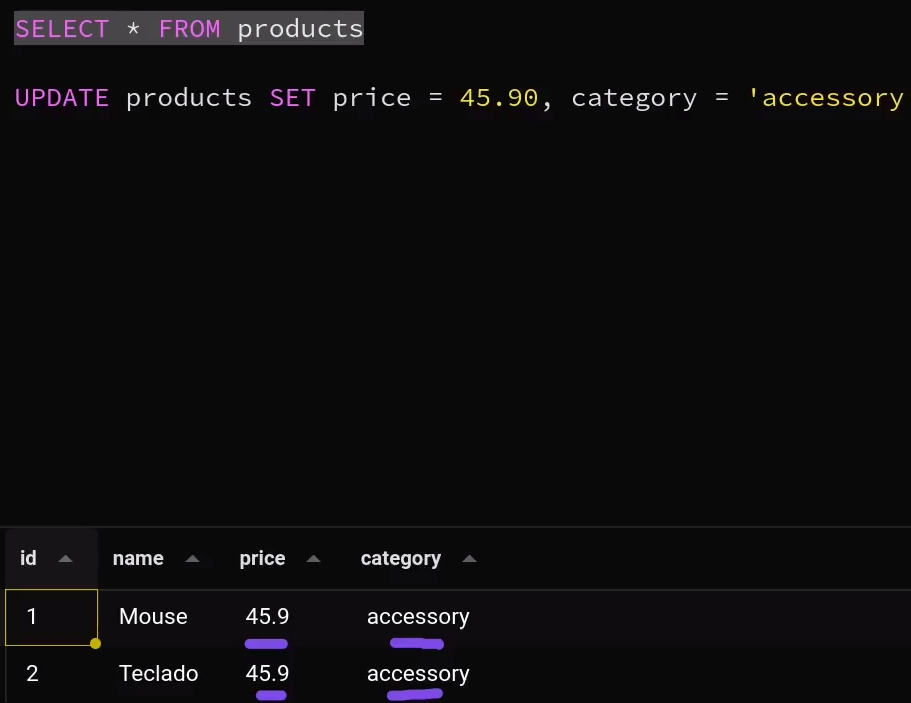 SELECT * FROM products
UPDATE products SET price = 45.90, category = 'accessory
id name price category
1 Mouse 45.9 accessory
2 Teclado 45.9 accessory